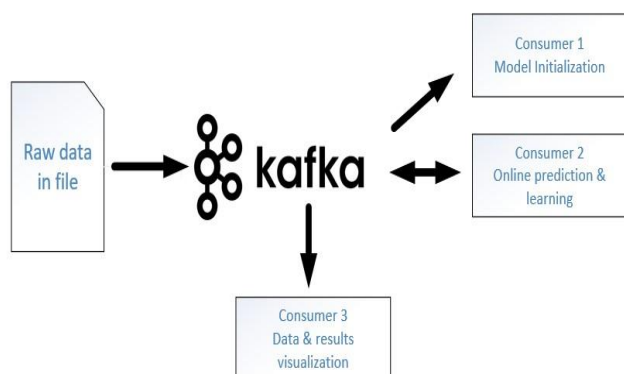 Raw data
in file
kafka
Consumer 1
Model Initialization
Consumer 2
Online prediction &
learning
Consumer 3
Data & results
visualization